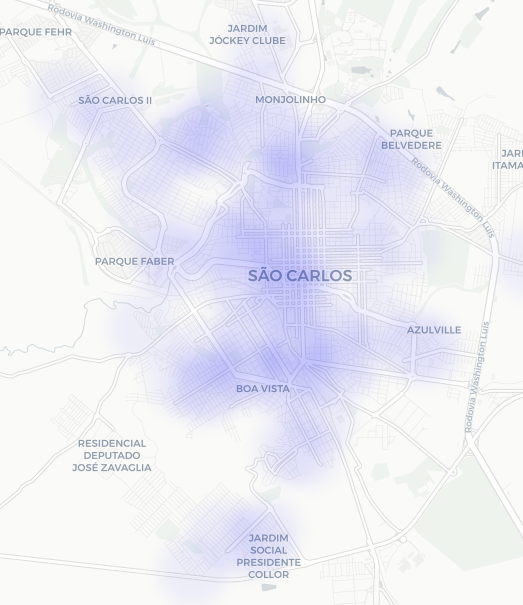 Rodovia Washington Luís
PARQUE FEHR
JARDIM
JÓCKEY CLUBE
SÃO CARLOS II
MONJOLINHO
PARQUE
BELVEDERE
Rodovia Washington Luís
ITAMA
PARQUE FABER
SÃO CARLOS
AZULVILLE
Rodovia Washington Luís
BOA VISTA
RESIDENCIAL
DEPUTADO
JOSÉ ZAVAGLIA
JARDIM
SOCIAL
PRESIDENTE
COLLOR